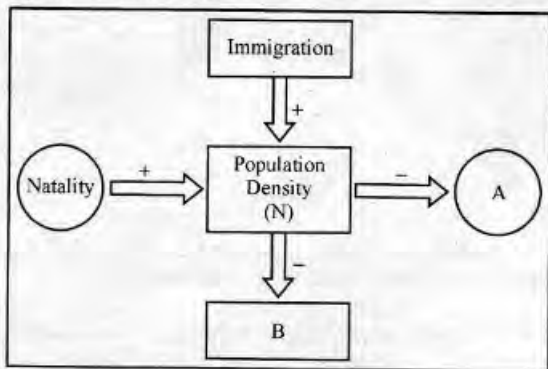 Immigration
+
Natality
+
Population
Density
(N)
–
A
–
B